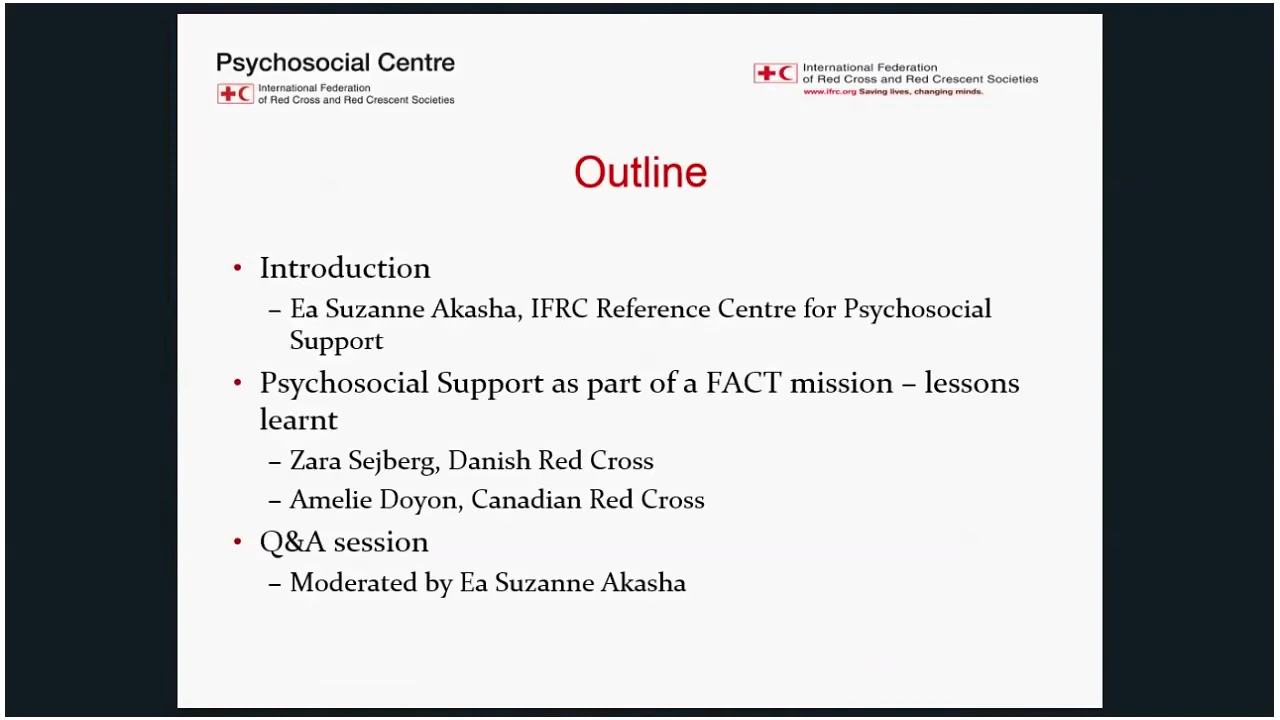 Psychosocial Centre
International Federation
of Red Cross and Red Crescent Societies
International Federation
of Red Cross and Red Crescent Societies
www.ifrc.org Saving lives, changing minds.
Outline
• Introduction
– Ea Suzanne Akasha, IFRC Reference Centre for Psychosocial
Support
• Psychosocial Support as part of a FACT mission – lessons
learnt
– Zara Sejberg, Danish Red Cross
– Amelie Doyon, Canadian Red Cross
• Q&A session
– Moderated by Ea Suzanne Akasha